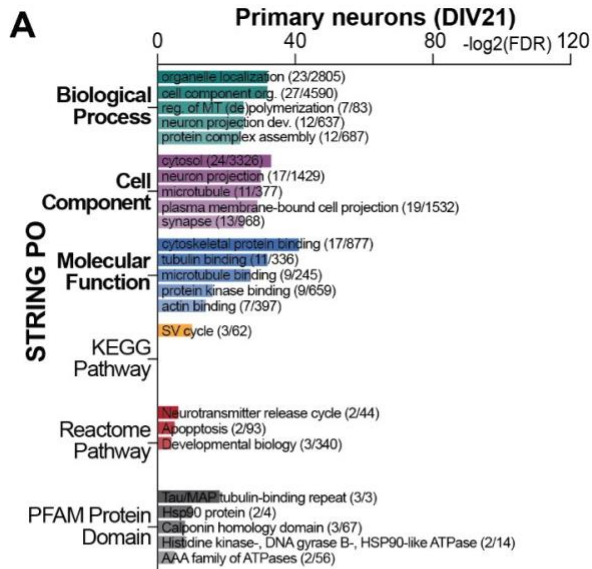 A
Primary neurons (DIV21)
0 40 80 -log2(FDR) 120
STRING PO
Biological
Process
organelle localization (23/2805)
cell component org. (27/4590)
reg. of MT (de)polymerization (7/83)
neuron projection dev. (12/637)
protein complex assembly (12/687)
Cell
Component
cytosol (24/3326)
neuron projection (17/1429)
microtubule (11/377)
plasma membrane-bound cell projection (19/1532)
synapse (13/968)
Molecular
Function
cytoskeletal protein binding (17/877)
tubulin binding (11/336)
microtubule binding (9/245)
protein kinase binding (9/659)
actin binding (7/397)
KEGG
Pathway
SV cycle (3/62)
Reactome
Pathway
Neurotransmitter release cycle (2/44)
Apopptosis (2/93)
Developmental biology (3/340)
PFAM Protein
Domain
Tau/MAP tubulin-binding repeat (3/3)
Hsp90 protein (2/4)
Calponin homology domain (3/67)
Histidine kinase-, DNA gyrase B-, HSP90-like ATPase (2/14)
AAA family of ATPases (2/56)